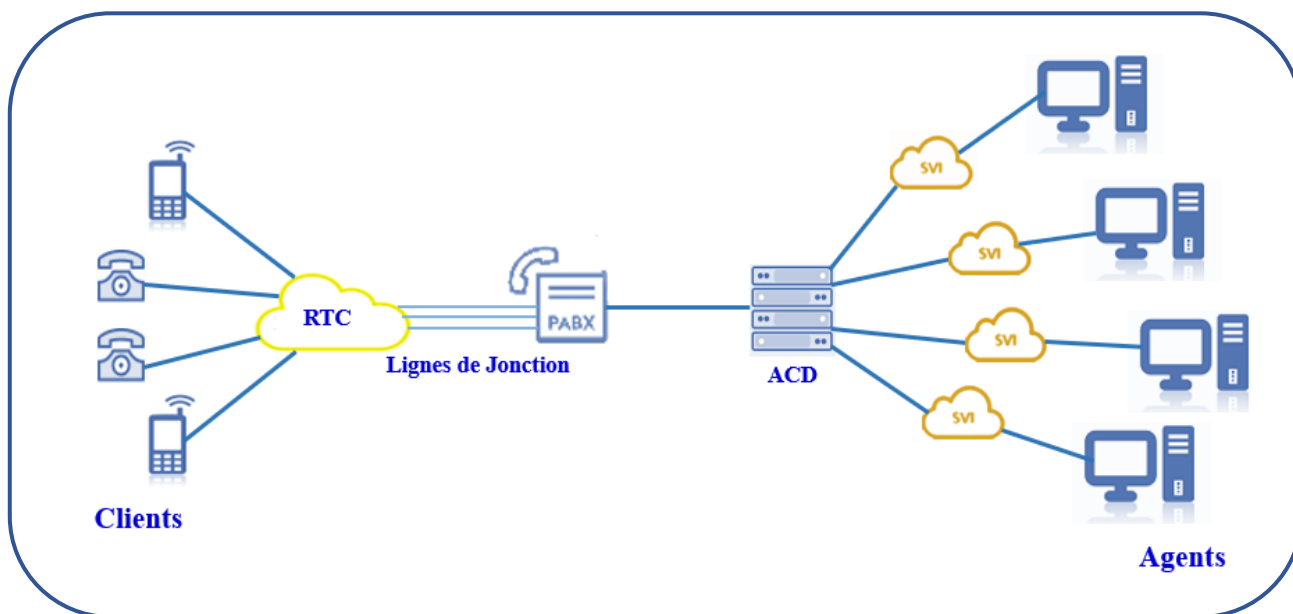 SVI
SVI
RTC
PABX
SVI
Lignes de Jonction
ACD
SVI
Clients
Agents